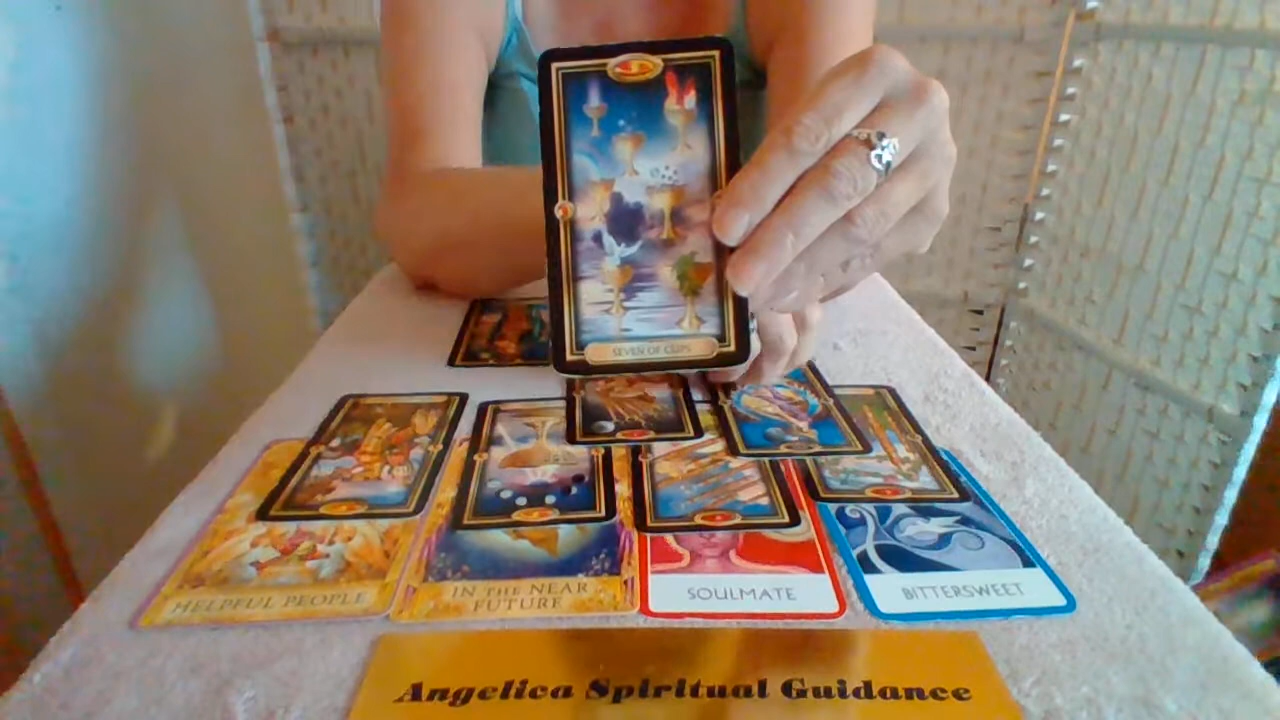 SEVEN OF CUPS
HELPFUL PEOPLE
IN THE NEAR
FUTURE
SOULMATE
BITTERSWEET
Angelica Spiritual Guidance